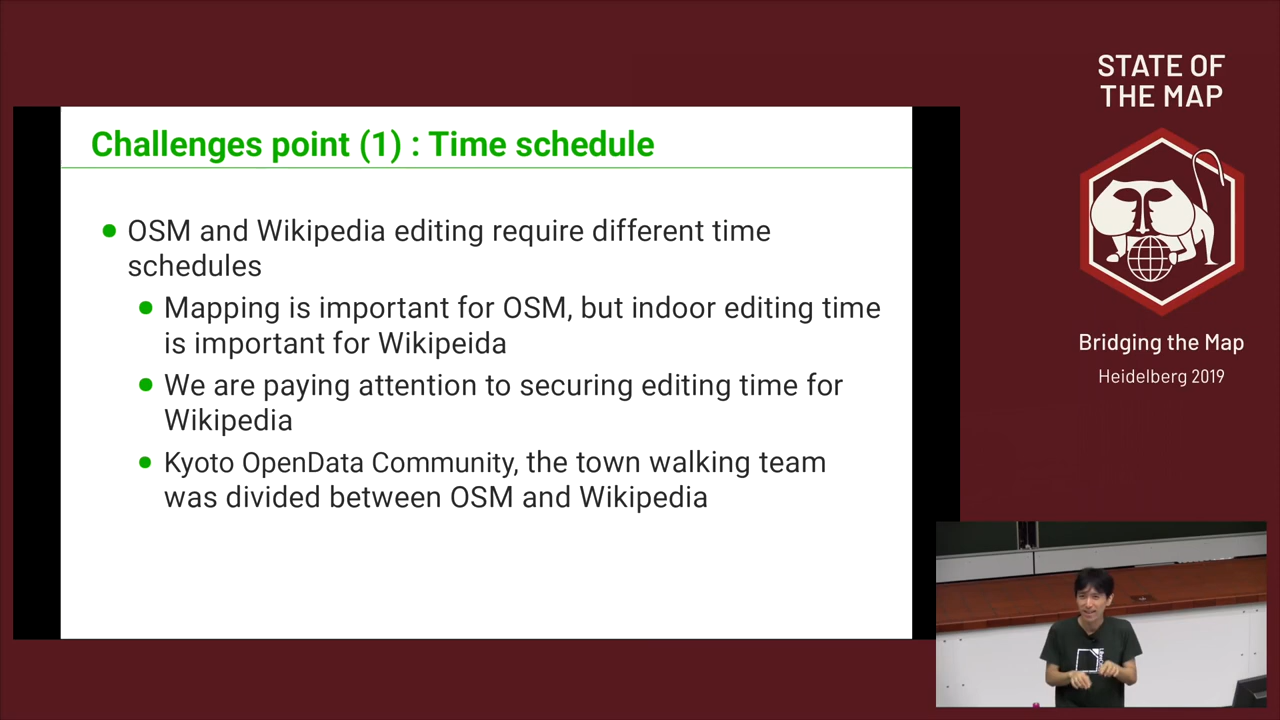 Challenges point (1) : Time schedule
OSM and Wikipedia editing require different time
schedules
Mapping is important for OSM, but indoor editing time
is important for Wikipeida
We are paying attention to securing editing time for
Wikipedia
Kyoto OpenData Community, the town walking team
was divided between OSM and Wikipedia
STATE OF
THE MAP
Bridging the Map
Heidelberg 2019